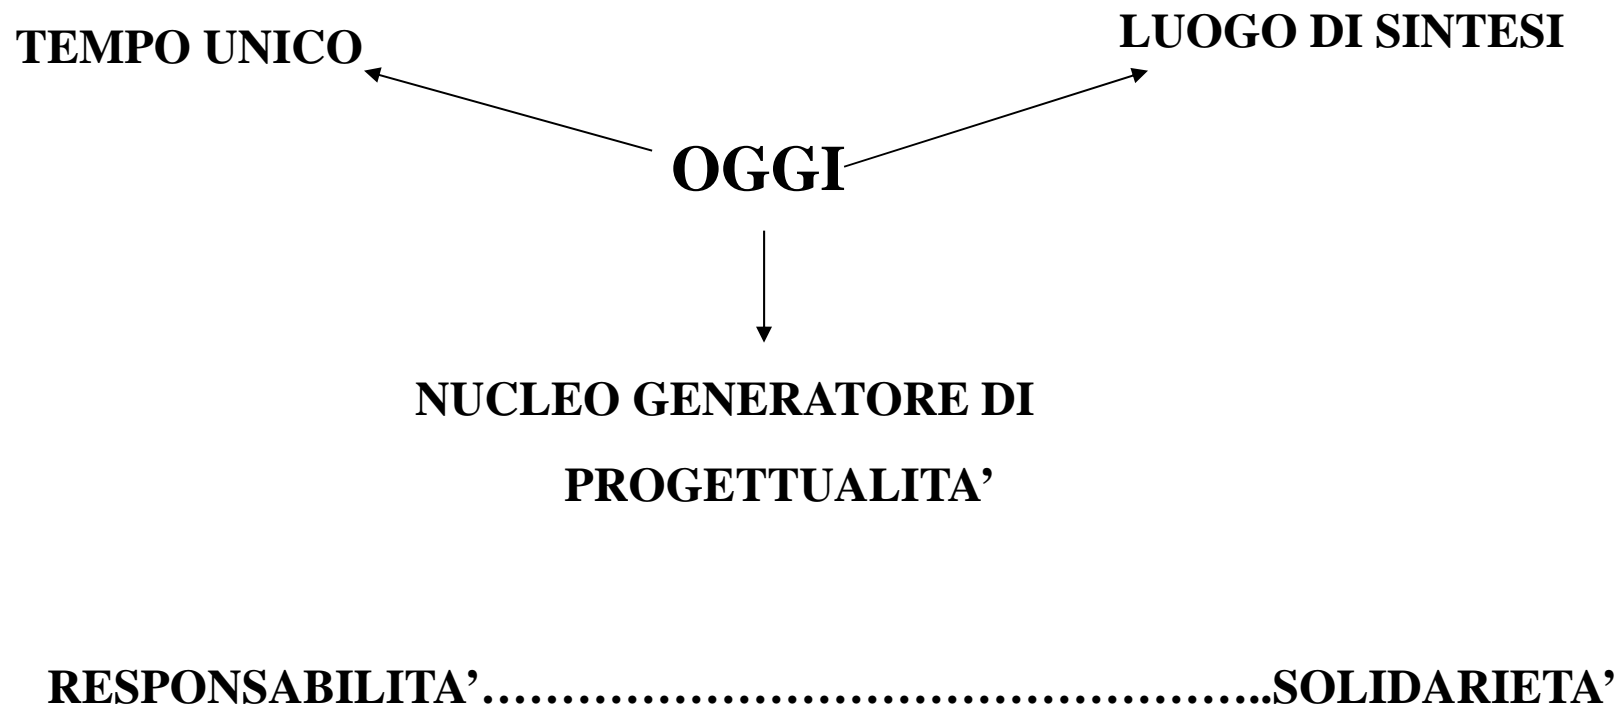 TEMPO UNICO
LUOGO DI SINTESI
OGGI
NUCLEO GENERATORE DI
PROGETTUALITA’
RESPONSABILITA’…………………………………………..SOLIDARIETA’